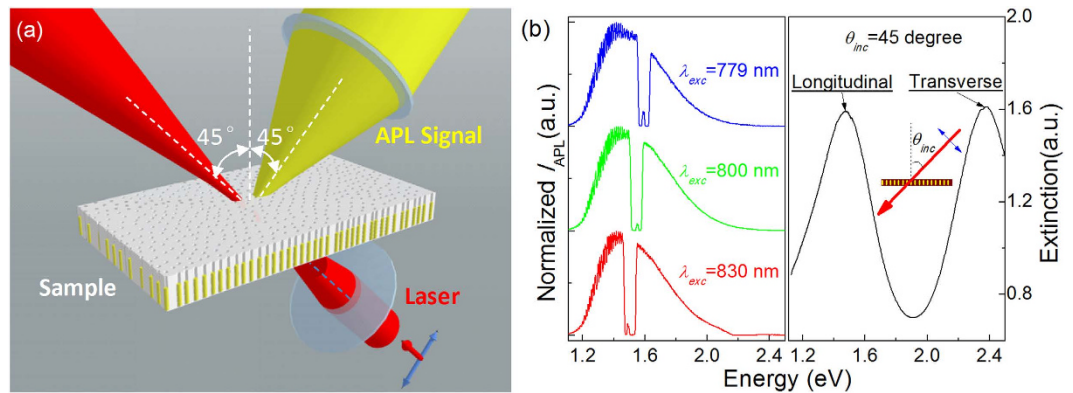 (a)
45° 45°
APL Signal
Sample
Laser
(b)
Normalized I_APL (a.u.)
λ_exc=779 nm
λ_exc=800 nm
λ_exc=830 nm
1.2 1.6 2.0 2.4
θ_inc=45 degree
Longitudinal Transverse
θ_inc
1.2 1.6 2.0 2.4
Energy (eV)
2.0
1.6
1.2
0.8
Extinction(a.u.)